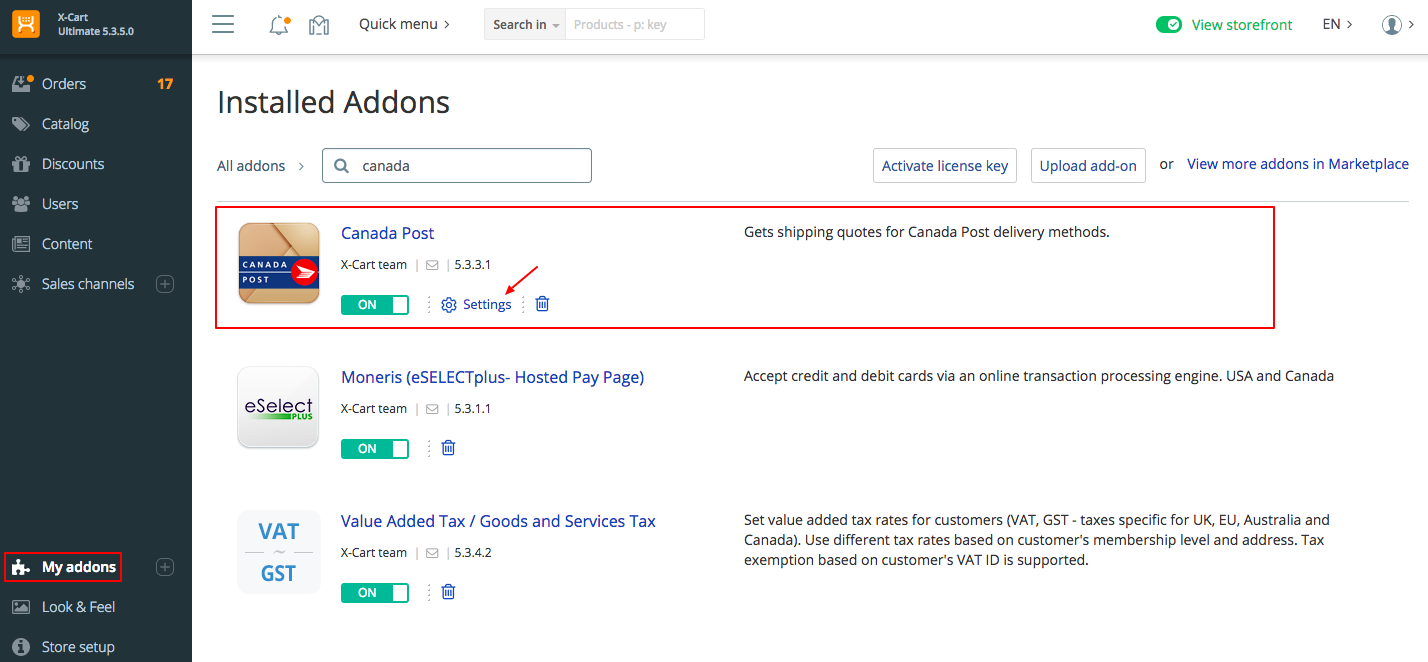 X-Cart
Ultimate 5.3.5.0
Quick menu
Search in
Products - p: key
View storefront
EN
Orders
17
Catalog
Discounts
Users
Content
Sales channels
My addons
Look & Feel
Store setup
Installed Addons
All addons
canada
Activate license key
Upload add-on
or
View more addons in Marketplace
CANADA
POST
Canada Post
X-Cart team | | 5.3.3.1
ON
Settings
Gets shipping quotes for Canada Post delivery methods.
eSelect
PLUS
Moneris (eSELECTplus- Hosted Pay Page)
X-Cart team | | 5.3.1.1
ON
Accept credit and debit cards via an online transaction processing engine. USA and Canada
VAT
~
GST
Value Added Tax / Goods and Services Tax
X-Cart team | | 5.3.4.2
ON
Set value added tax rates for customers (VAT, GST - taxes specific for UK, EU, Australia and
Canada). Use different tax rates based on customer's membership level and address. Tax
exemption based on customer's VAT ID is supported.